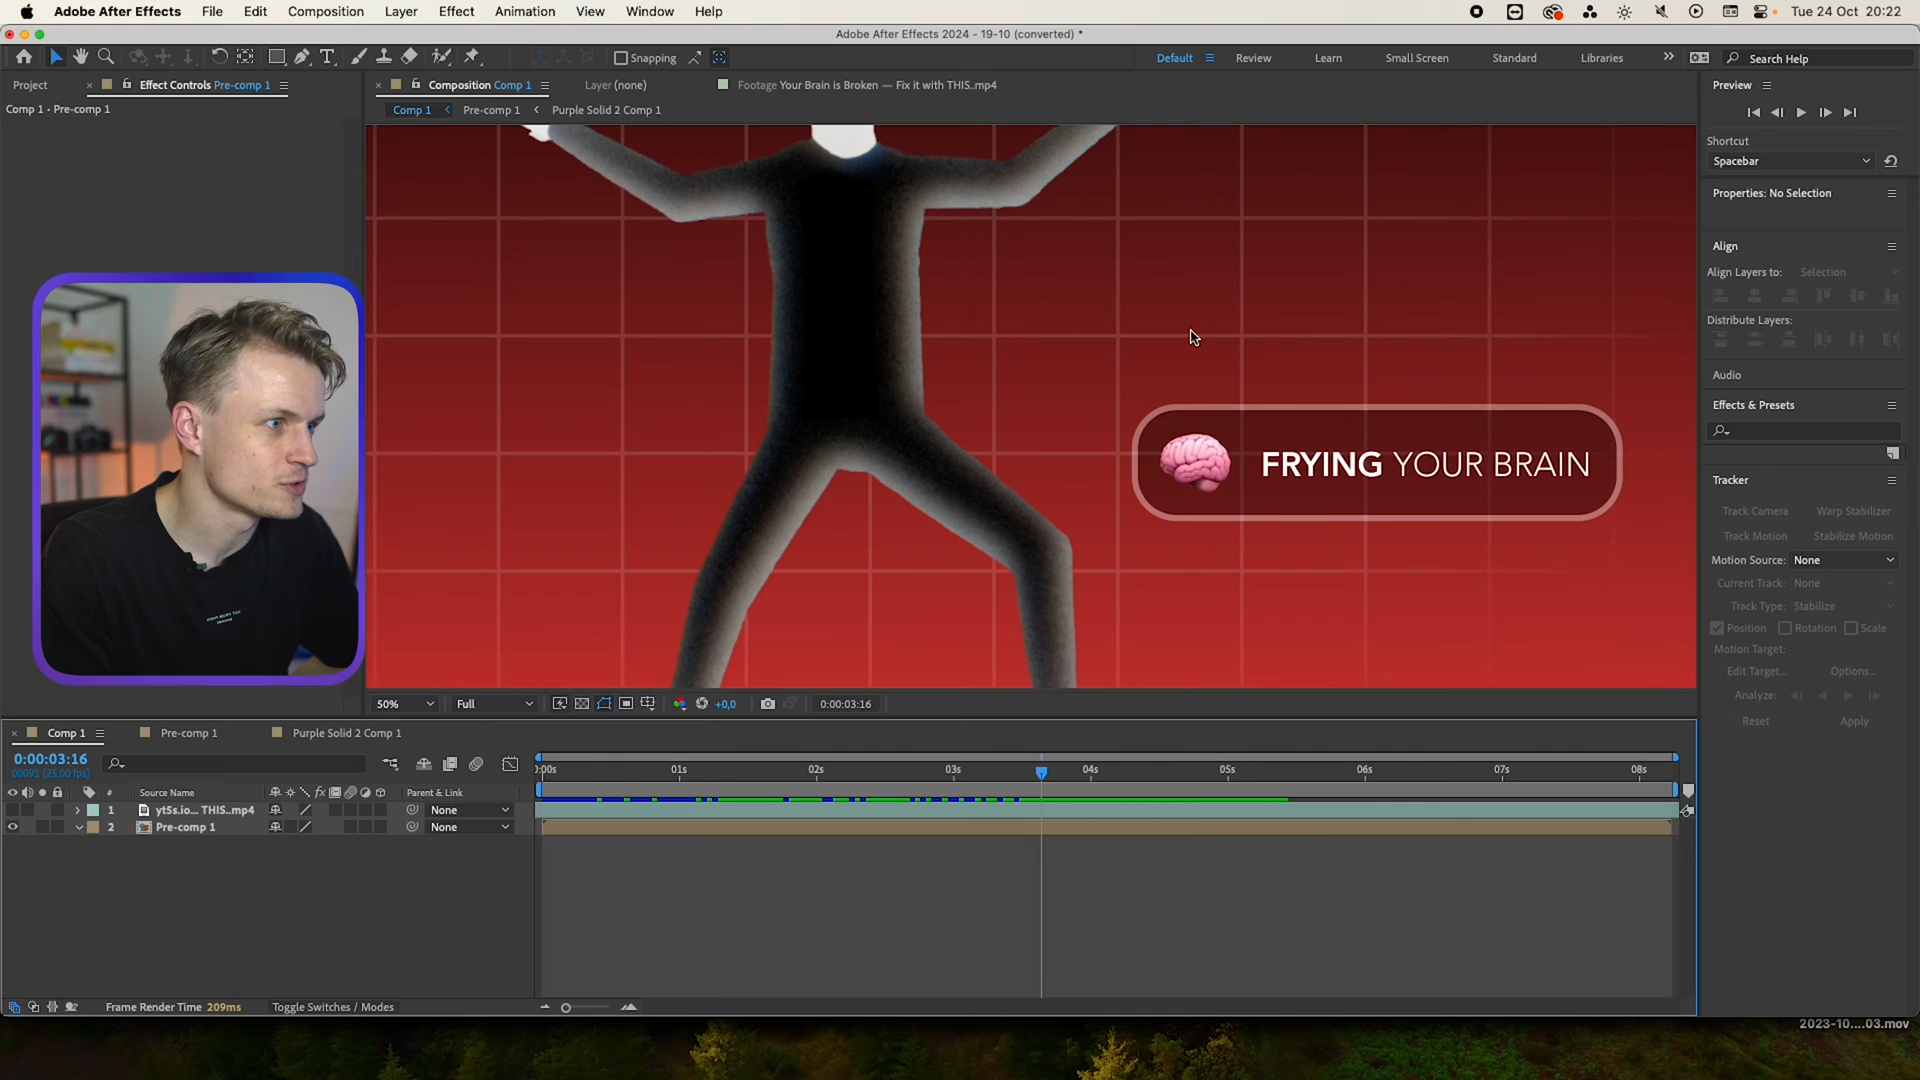 Adobe After Effects File Edit Composition Layer Effect Animation View Window Help Tue 24 Oct 20:22
Adobe After Effects 2024 - 19-10 (converted) *
Snapping Default Review Learn Small Screen Standard Libraries Search Help
Project Effect Controls Pre-comp 1 Composition Comp 1 Layer (none) Footage Your Brain is Broken — Fix it with THIS..mp4 Preview
Comp 1 • Pre-comp 1 Comp 1 Pre-comp 1 Purple Solid 2 Comp 1
Shortcut
Spacebar
Properties: No Selection
Align
Align Layers to: Selection
Distribute Layers:
Audio
Effects & Presets
FRYING YOUR BRAIN
Tracker
Track Camera Warp Stabilizer
Track Motion Stabilize Motion
Motion Source: None
Current Track: None
Track Type: Stabilize
Position Rotation Scale
Motion Target:
Edit Target... Options...
Analyze:
Reset Apply
50% Full +0,0 0:00:03:16
Comp 1 Pre-comp 1 Purple Solid 2 Comp 1
0:00:03:16
00091 (25.00 fps)
:00s 01s 02s 03s 04s 05s 06s 07s 08s
# Source Name fx Parent & Link
1 yt5s.io... THIS..mp4 None
2 Pre-comp 1 None
Frame Render Time 209ms Toggle Switches / Modes
2023-10....03.mov